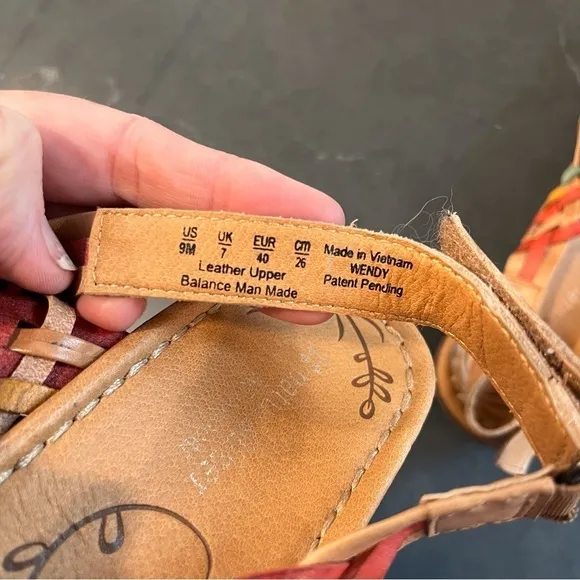 US UK EUR cm
9M 7 40 26
Leather Upper
Balance Man Made
Made in Vietnam
WENDY
Patent Pending